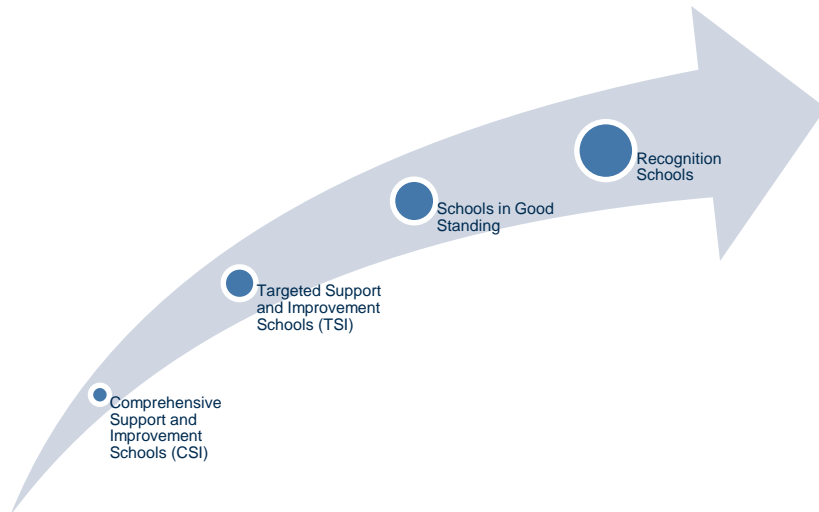 Recognition
Schools
Schools in Good
Standing
Targeted Support
and Improvement
Schools (TSI)
Comprehensive
Support and
Improvement
Schools (CSI)